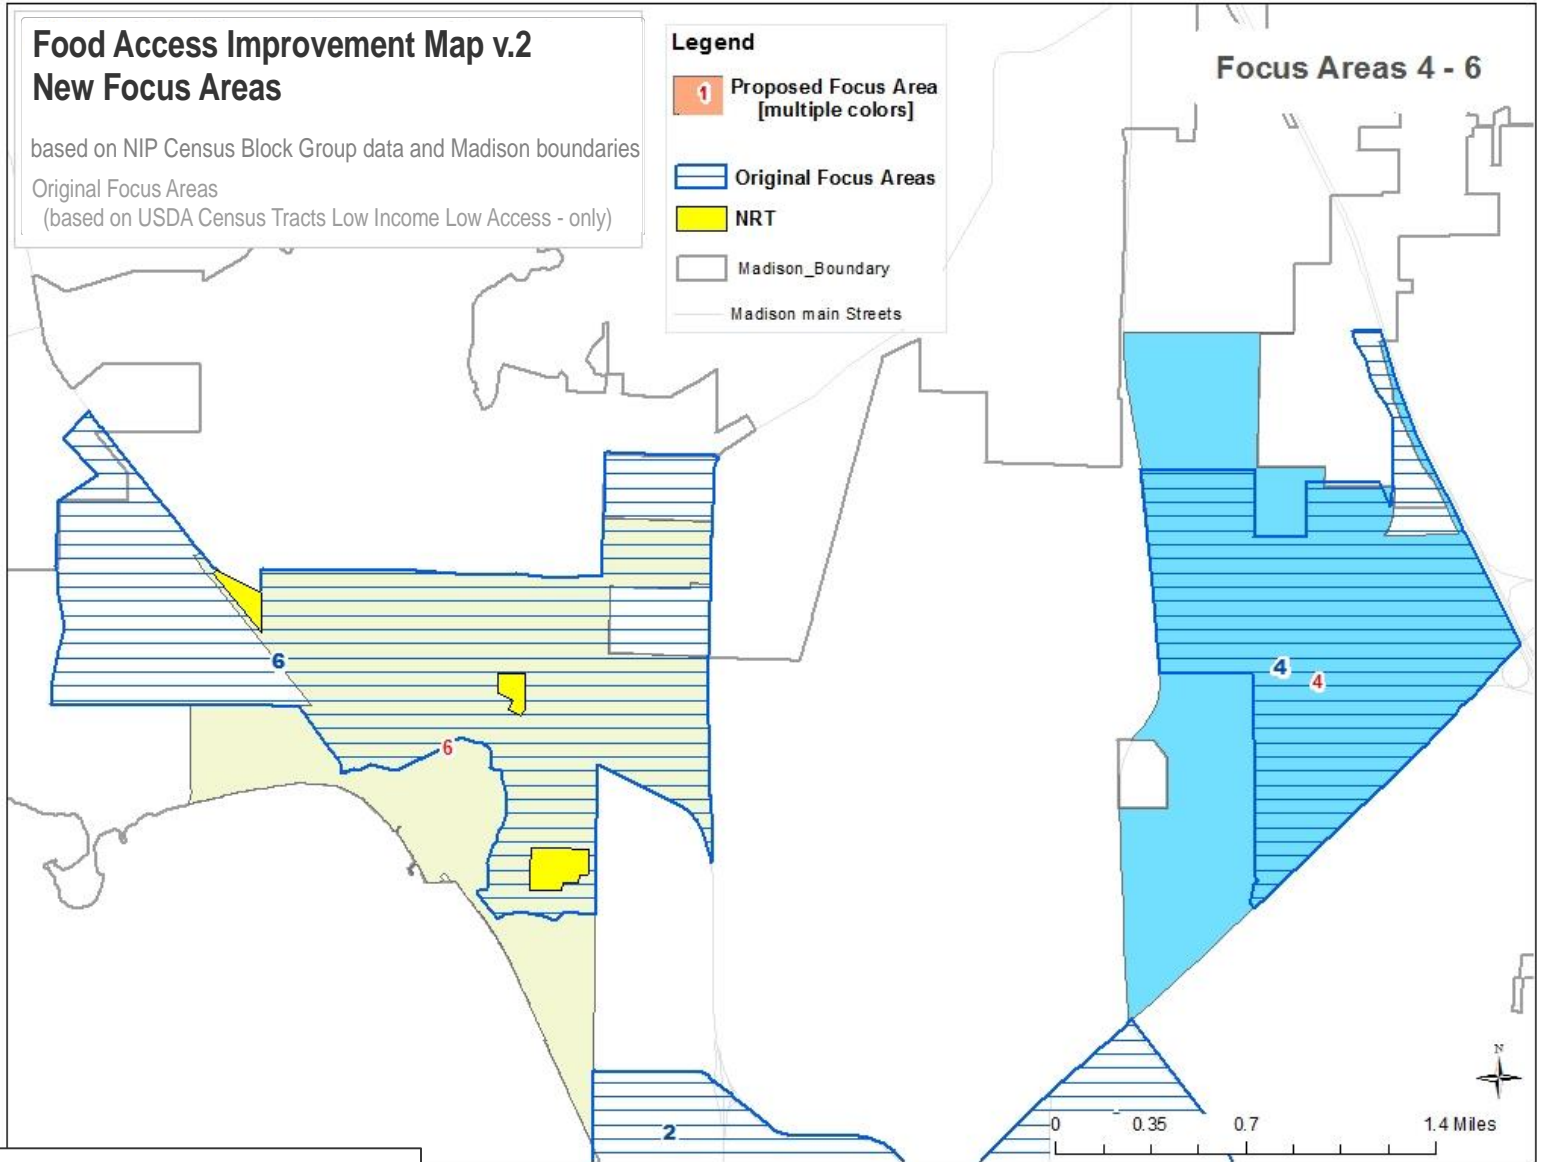 Food Access Improvement Map v.2
New Focus Areas
based on NIP Census Block Group data and Madison boundaries
Original Focus Areas
(based on USDA Census Tracts Low Income Low Access - only)
Legend
1
Proposed Focus Area
[multiple colors]
Original Focus Areas
NRT
Madison_Boundary
Madison main Streets
Focus Areas 4 - 6
6
6
4
4
2
N
0 0.35 0.7 1.4 Miles